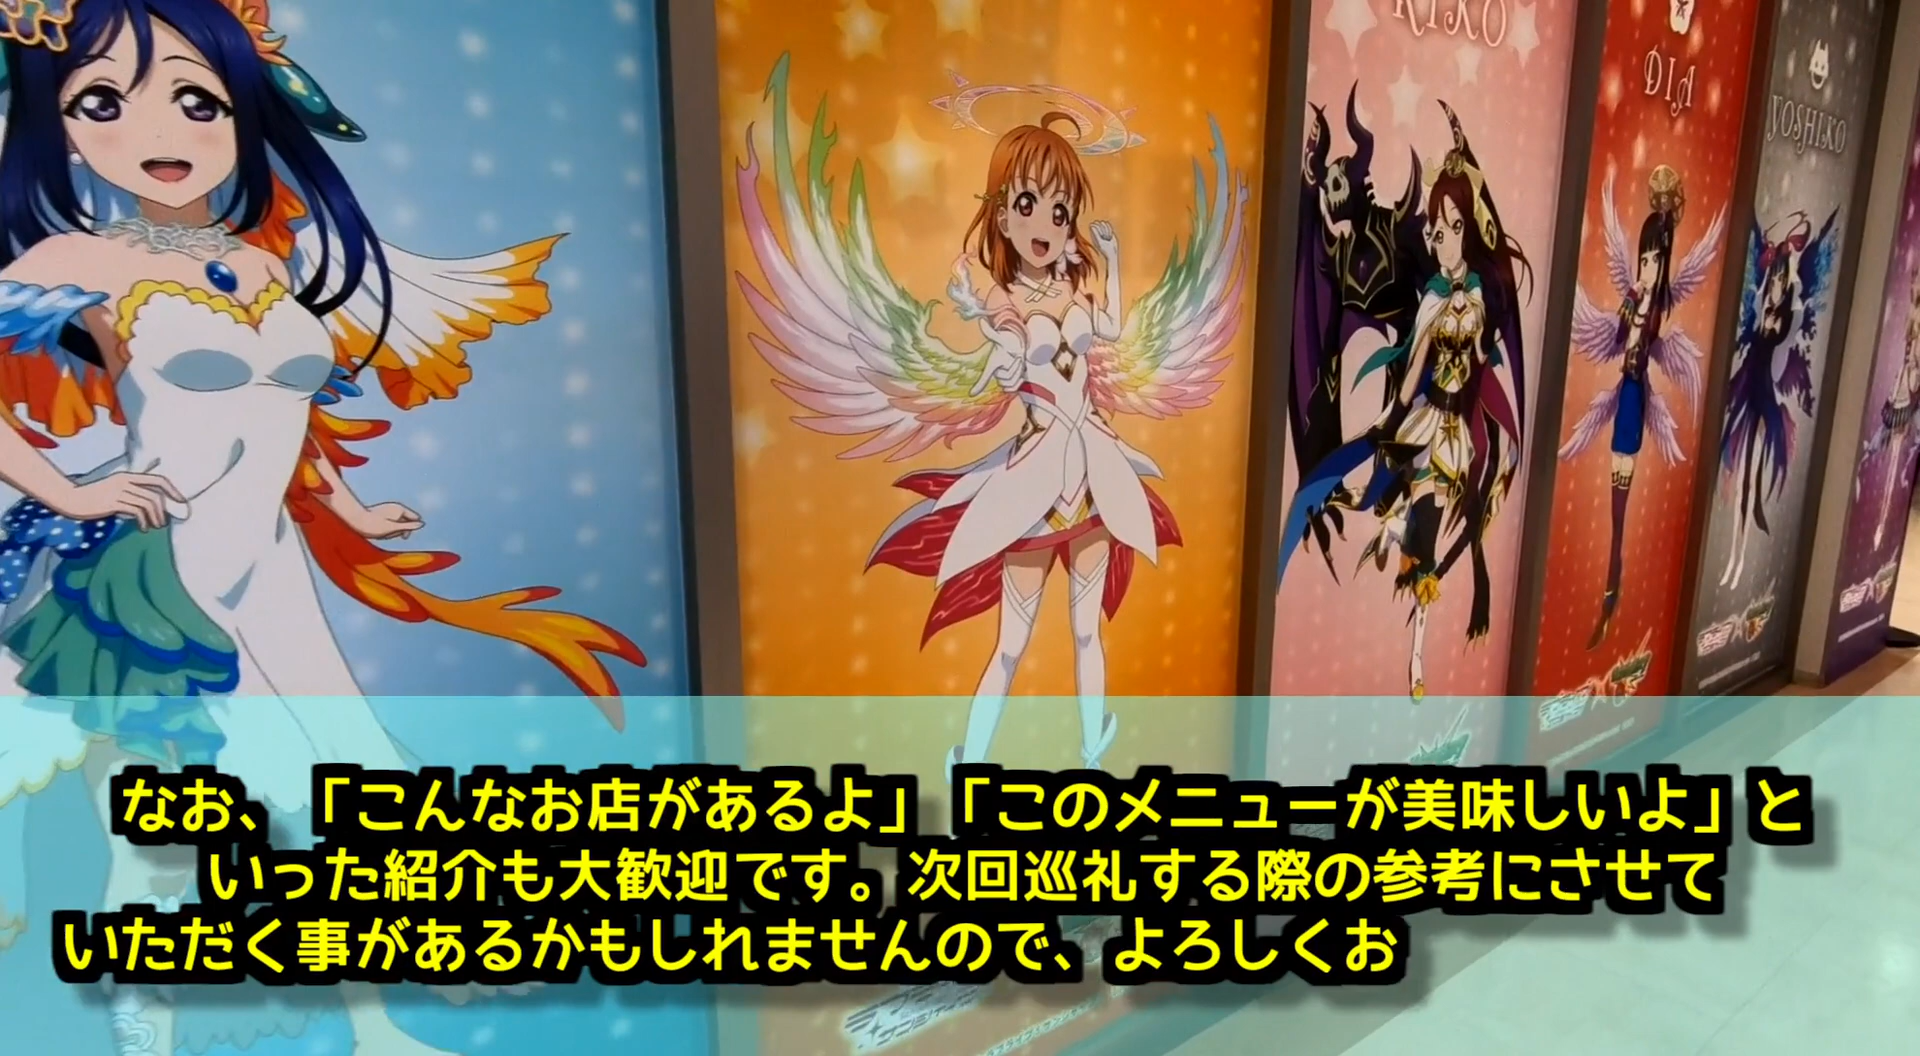 RIKO
DIA
YOSHIKO
なお、「こんなお店があるよ」「このメニューが美味しいよ」と
いった紹介も大歓迎です。次回巡礼する際の参考にさせて
いただく事があるかもしれませんので、よろしくお